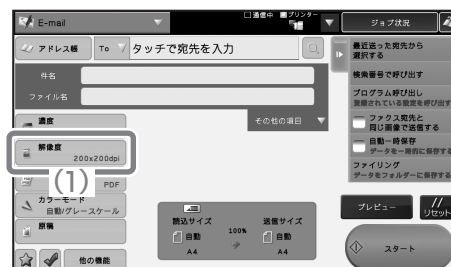 E-mail
通信中 プリンター
ジョブ状況
アドレス帳 To タッチで宛先を入力
件名
ファイル名
濃度
その他の項目
解像度
200x200dpi
(1)
PDF
カラーモード
自動/グレースケール
原稿
他の機能
読込サイズ
自動
A4
100%
送信サイズ
自動
A4
最近送った宛先から
選択する
検索番号で呼び出す
プログラム呼び出し
登録されている設定を呼び出す
ファクス宛先と
同じ画像で送信する
自動一時保存
データを一時的に保存する
ファイリング
データをフォルダーに保存する
プレビュー
リセット
スタート